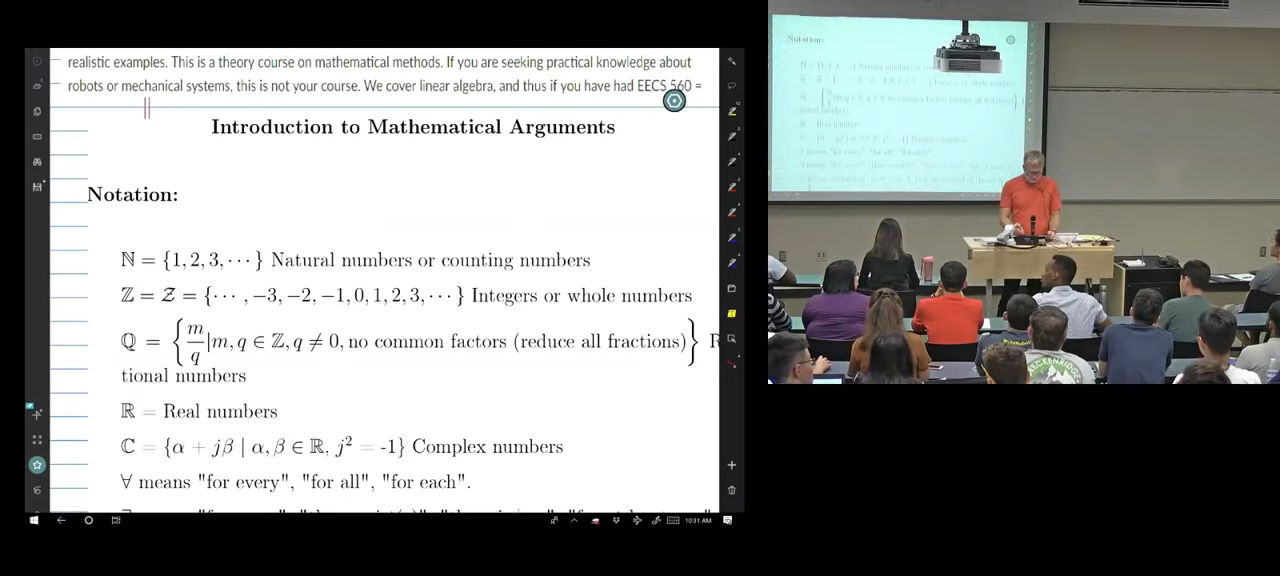 realistic examples. This is a theory course on mathematical methods. If you are seeking practical knowledge about
robots or mechanical systems, this is not your course. We cover linear algebra, and thus if you have had EECS 560 =
Introduction to Mathematical Arguments
Notation:
ℕ = {1, 2, 3, ⋯ } Natural numbers or counting numbers
ℤ = 𝒵 = {⋯ , −3, −2, −1, 0, 1, 2, 3, ⋯ } Integers or whole numbers
ℚ = { m/q | m, q ∈ ℤ, q ≠ 0, no common factors (reduce all fractions) } R
tional numbers
ℝ = Real numbers
ℂ = {α + jβ | α, β ∈ ℝ, j² = -1} Complex numbers
∀ means "for every", "for all", "for each".
10:31 AM
Notation: